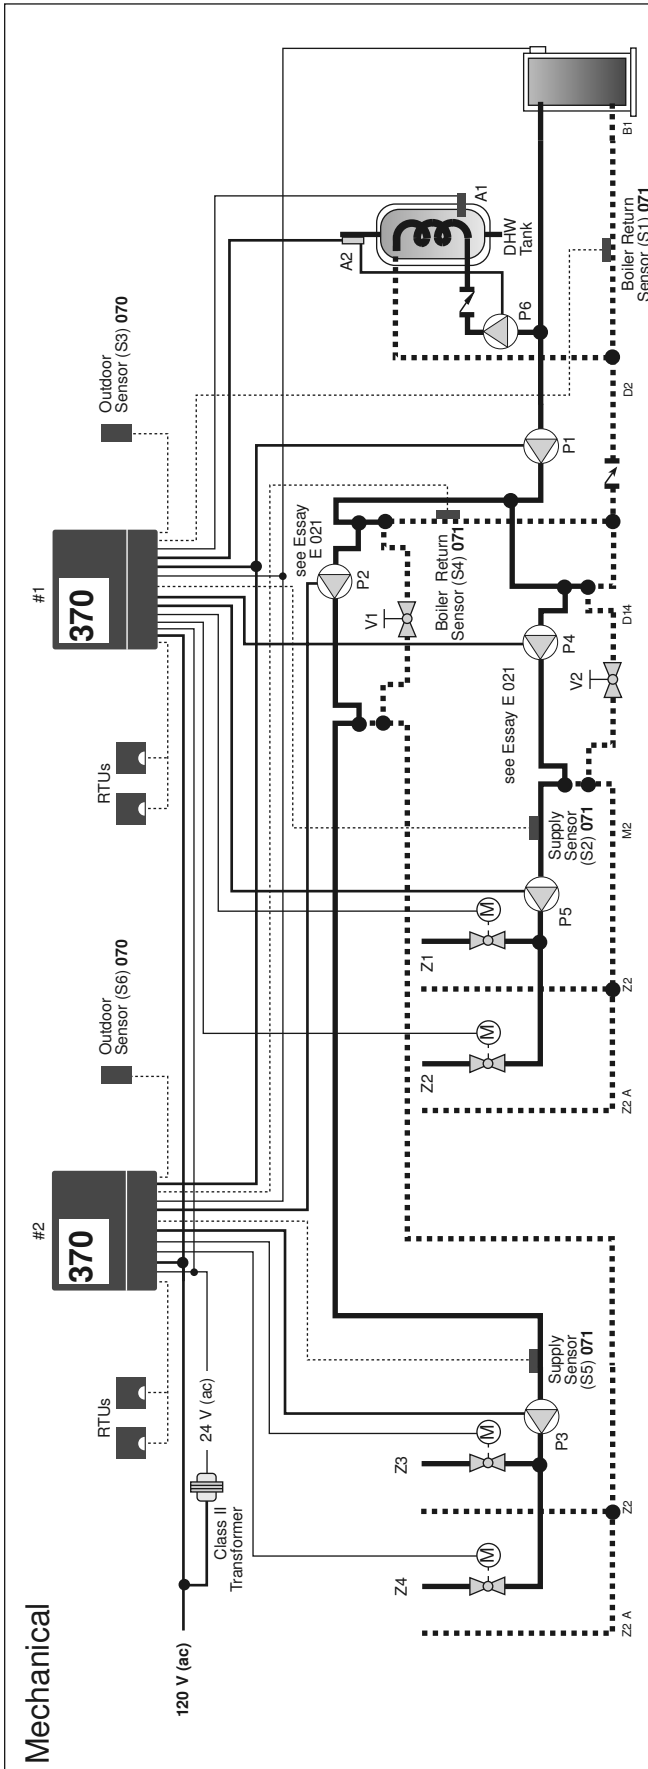 Mechanical
120 V (ac)
Class II
Transformer
24 V (ac)
RTUs
#2
370
Outdoor
Sensor (S6) 070
RTUs
#1
370
Outdoor
Sensor (S3) 070
Z4
M
Z3
M
P3
Supply
Sensor
(S5) 071
Z2
M
Z1
M
P5
Supply
Sensor
(S2) 071
see Essay E 021
P4
V2
V1
P2
see Essay
E 021
Boiler Return
Sensor (S4) 071
P1
P6
A2
A1
DHW
Tank
Boiler Return
Sensor (S1) 071
Z2 A
Z2
Z2 A
Z2
M2
D14
D2
B1